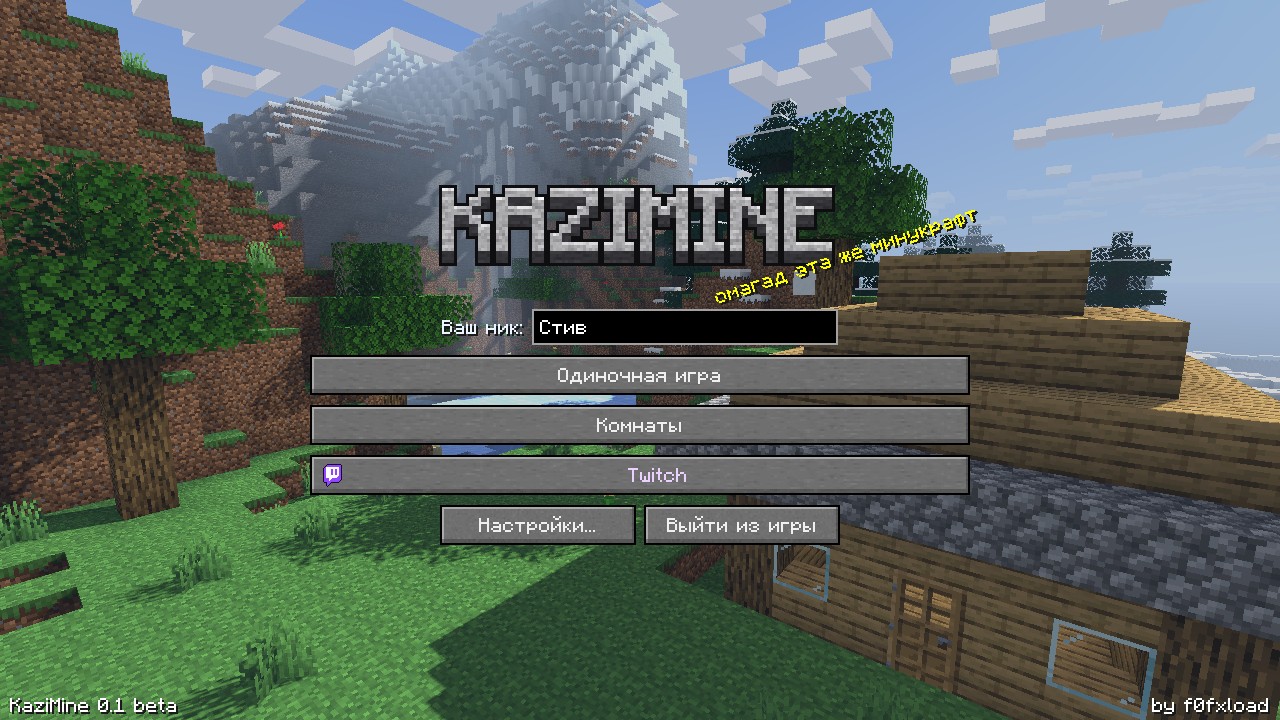 KAZIMINE
омагад эта же минукрафт
Ваш ник: Стив
Одиночная игра
Комнаты
Twitch
Настройки... Выйти из игры
KaziMine 0.1 beta by f0fxload